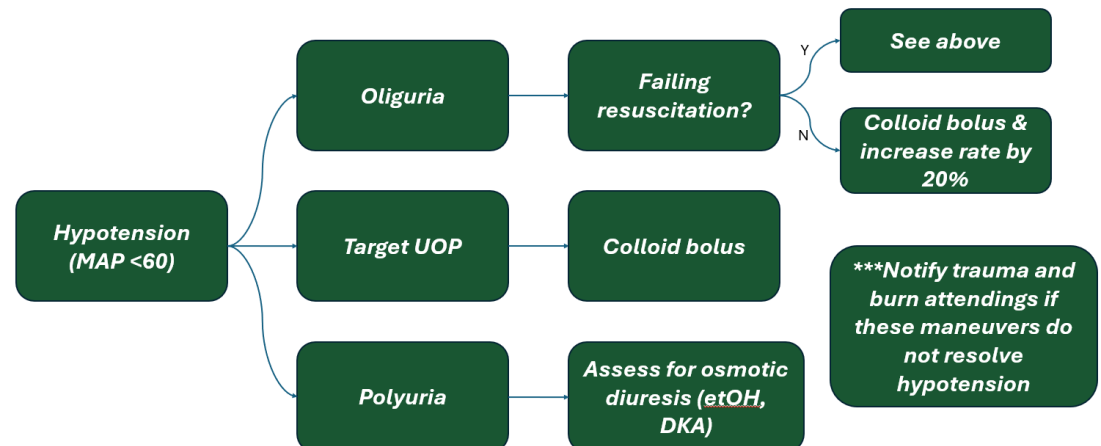 Hypotension
(MAP <60)
Oliguria
Failing
resuscitation?
Y
See above
N
Colloid bolus &
increase rate by
20%
Target UOP
Colloid bolus
Polyuria
Assess for osmotic
diuresis (etOH,
DKA)
***Notify trauma and
burn attendings if
these maneuvers do
not resolve
hypotension